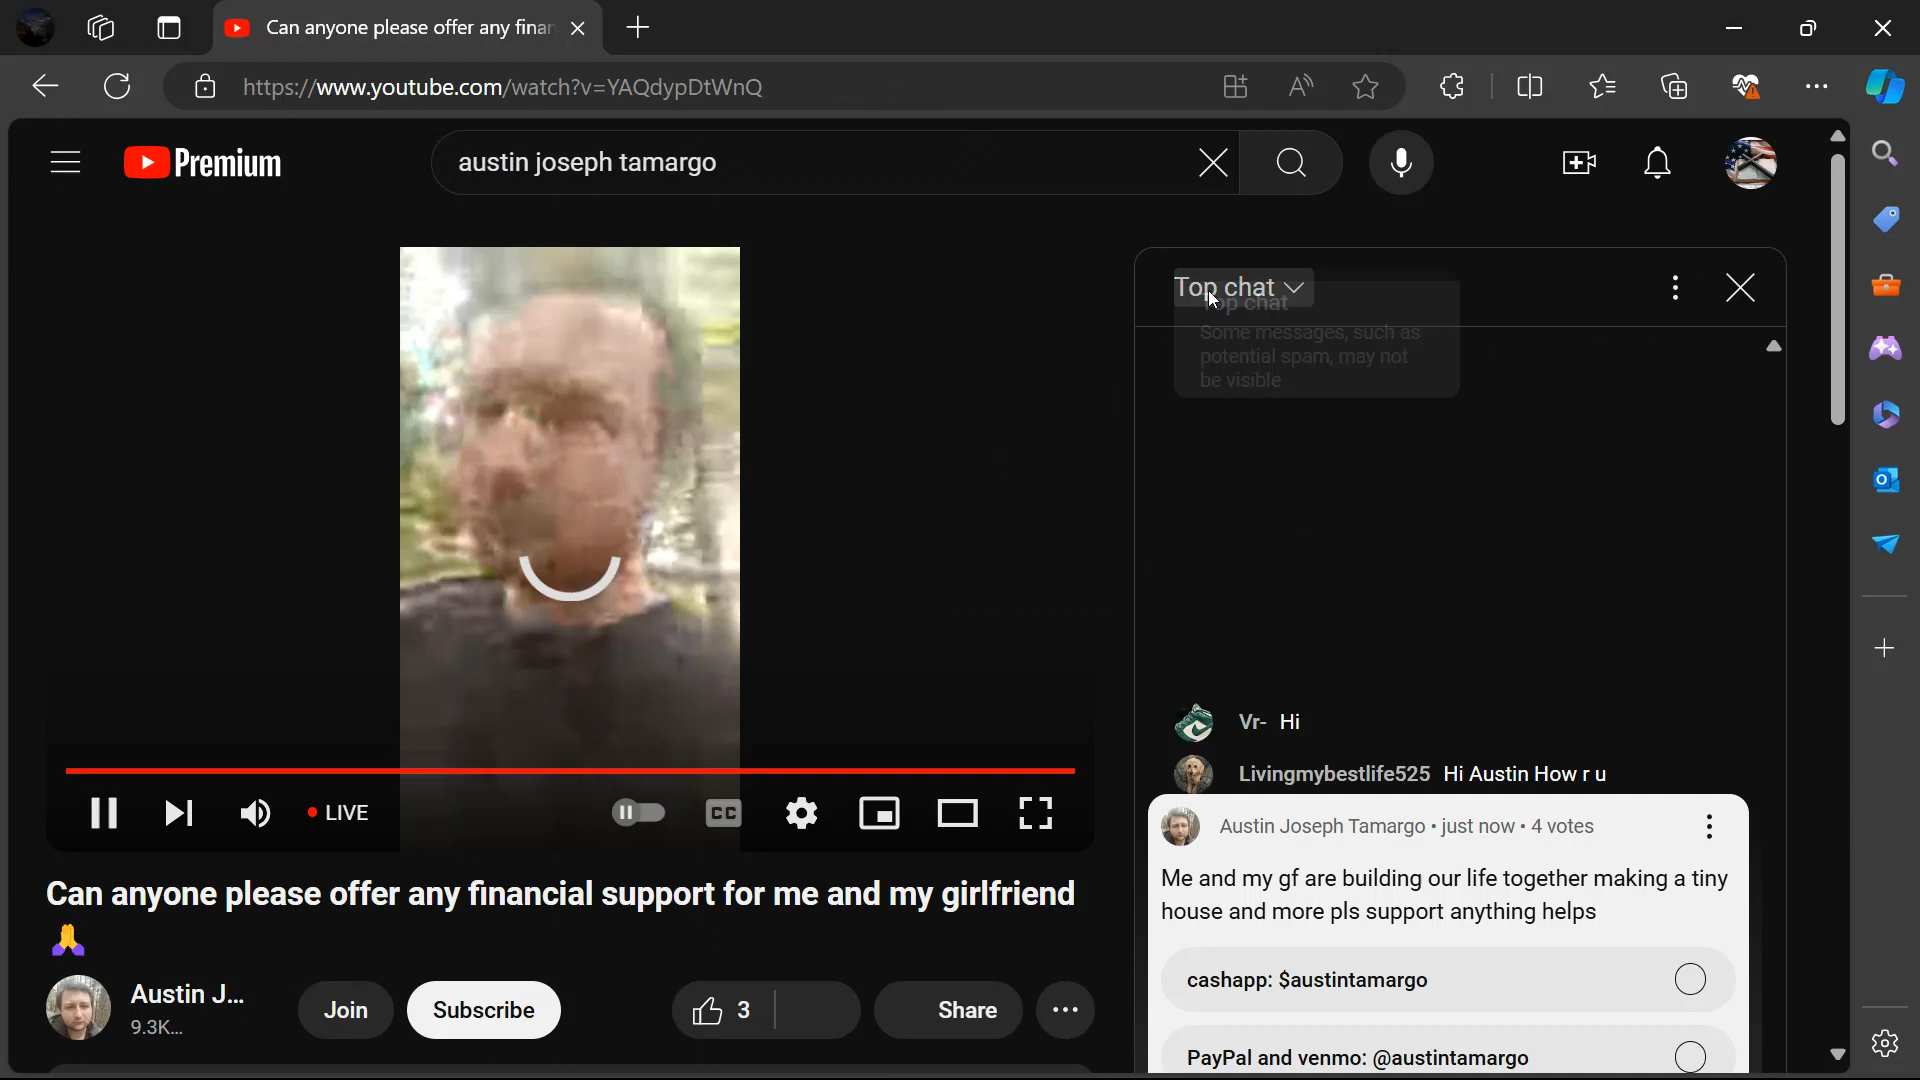 Can anyone please offer any finan
https://www.youtube.com/watch?v=YAQdypDtWnQ
Premium
austin joseph tamargo
Top chat
Top chat
Some messages, such as
potential spam, may not
be visible
Vr- Hi
Livingmybestlife525 Hi Austin How r u
Austin Joseph Tamargo • just now • 4 votes
Me and my gf are building our life together making a tiny
house and more pls support anything helps
cashapp: $austintamargo
PayPal and venmo: @austintamargo
LIVE
CC
Can anyone please offer any financial support for me and my girlfriend
Austin J...
9.3K...
Join
Subscribe
3
Share